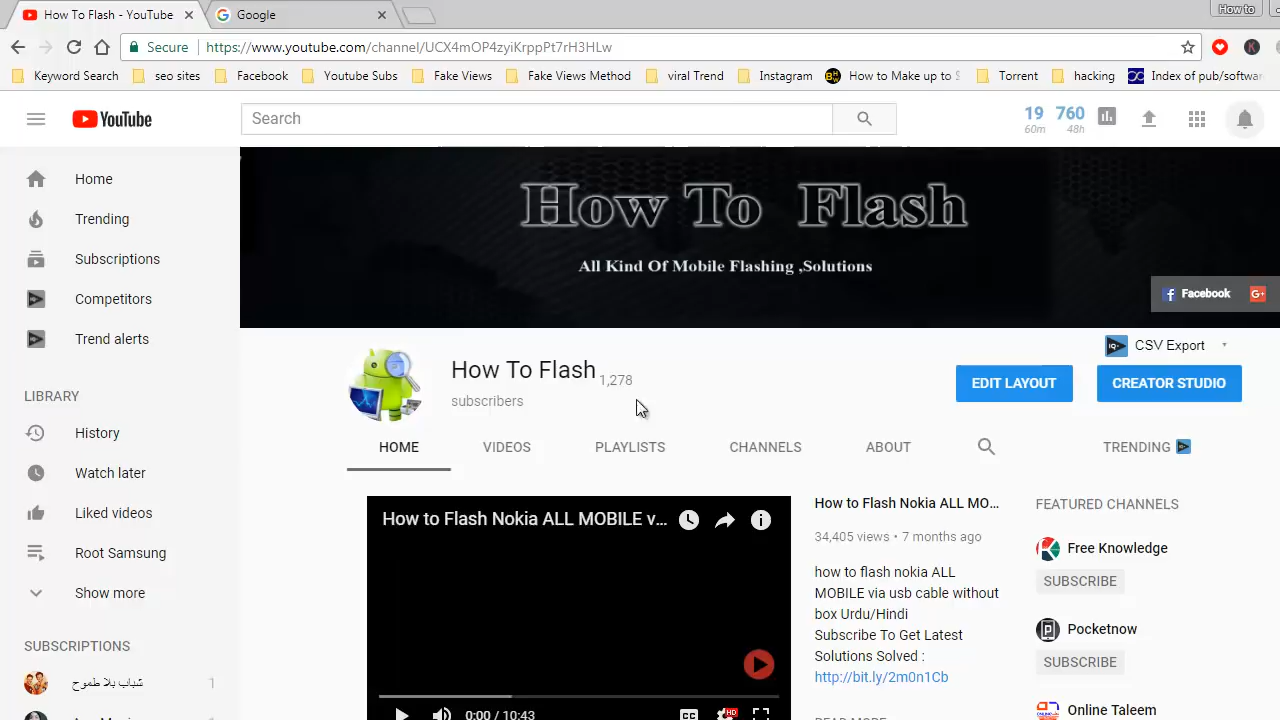 How To Flash - YouTube
Google
How to
Secure
https://www.youtube.com/channel/UCX4mOP4zyiKrppPt7rH3HLw
Keyword Search
seo sites
Facebook
Youtube Subs
Fake Views
Fake Views Method
viral Trend
Instagram
How to Make up to $
Torrent
hacking
Index of pub/softwar
YouTube
Search
19
60m
760
48h
Home
Trending
Subscriptions
Competitors
Trend alerts
LIBRARY
History
Watch later
Liked videos
Root Samsung
Show more
SUBSCRIPTIONS
شباب بلا طموح
1
How To Flash
All Kind Of Mobile Flashing ,Solutions
Facebook
G+
How To Flash 1,278
subscribers
CSV Export
EDIT LAYOUT
CREATOR STUDIO
HOME
VIDEOS
PLAYLISTS
CHANNELS
ABOUT
TRENDING
How to Flash Nokia ALL MOBILE v...
0:00 / 10:43
CC
HD
How to Flash Nokia ALL MO...
34,405 views • 7 months ago
how to flash nokia ALL
MOBILE via usb cable without
box Urdu/Hindi
Subscribe To Get Latest
Solutions Solved :
http://bit.ly/2m0n1Cb
FEATURED CHANNELS
Free Knowledge
SUBSCRIBE
Pocketnow
SUBSCRIBE
Online Taleem